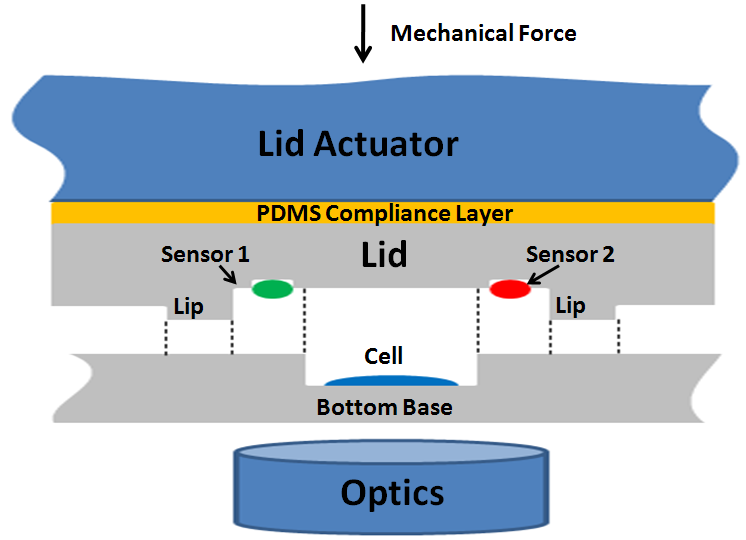 Mechanical Force
Lid Actuator
PDMS Compliance Layer
Sensor 1
Lid
Sensor 2
Lip
Lip
Cell
Bottom Base
Optics